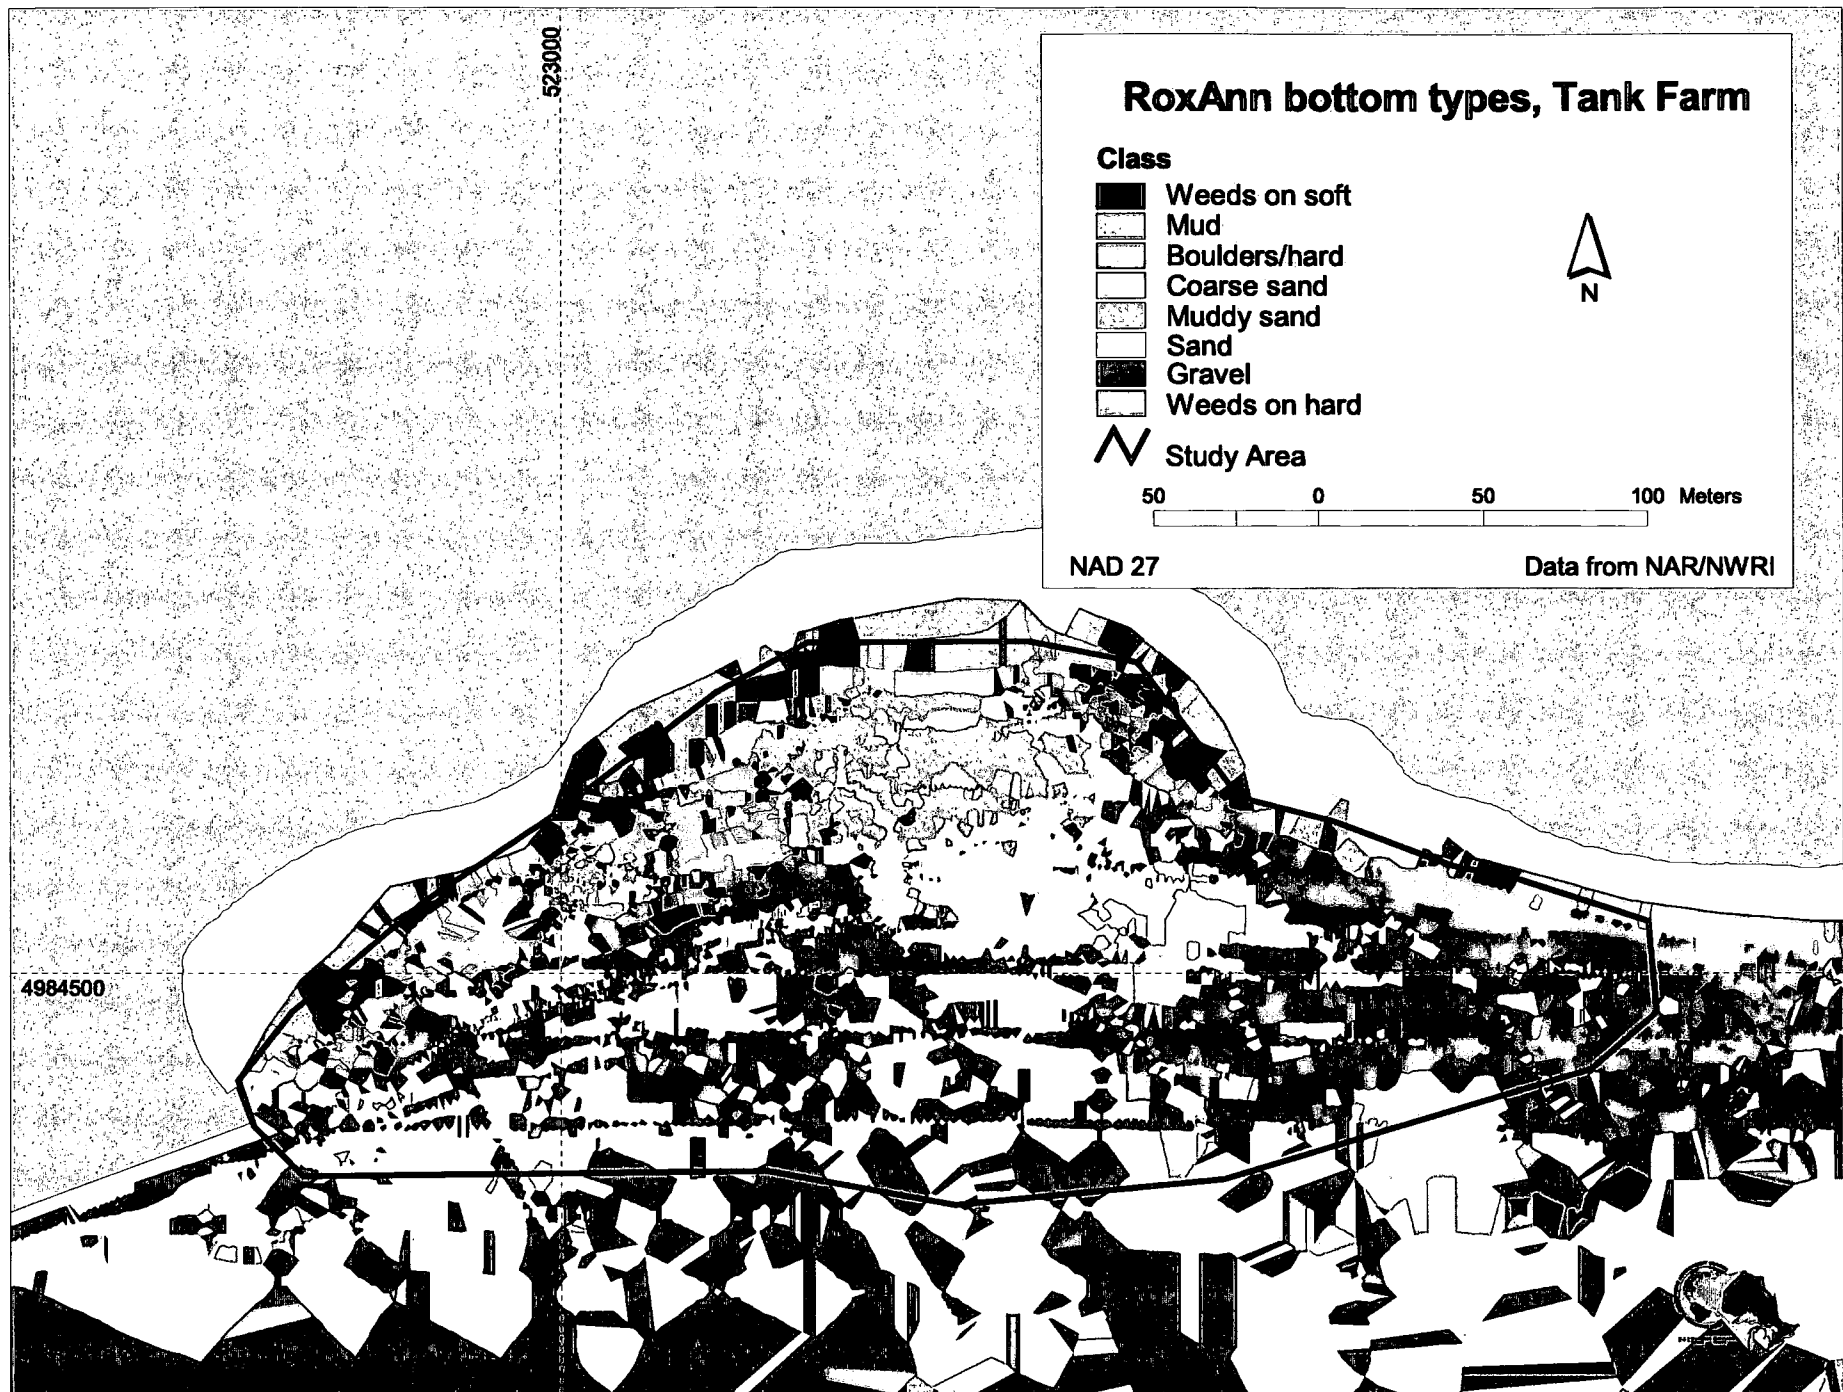 523000
RoxAnn bottom types, Tank Farm
Class
Weeds on soft
Mud
Boulders/hard
Coarse sand
Muddy sand
Sand
Gravel
Weeds on hard
Study Area
N
50 0 50 100 Meters
NAD 27 Data from NAR/NWRI
4984500